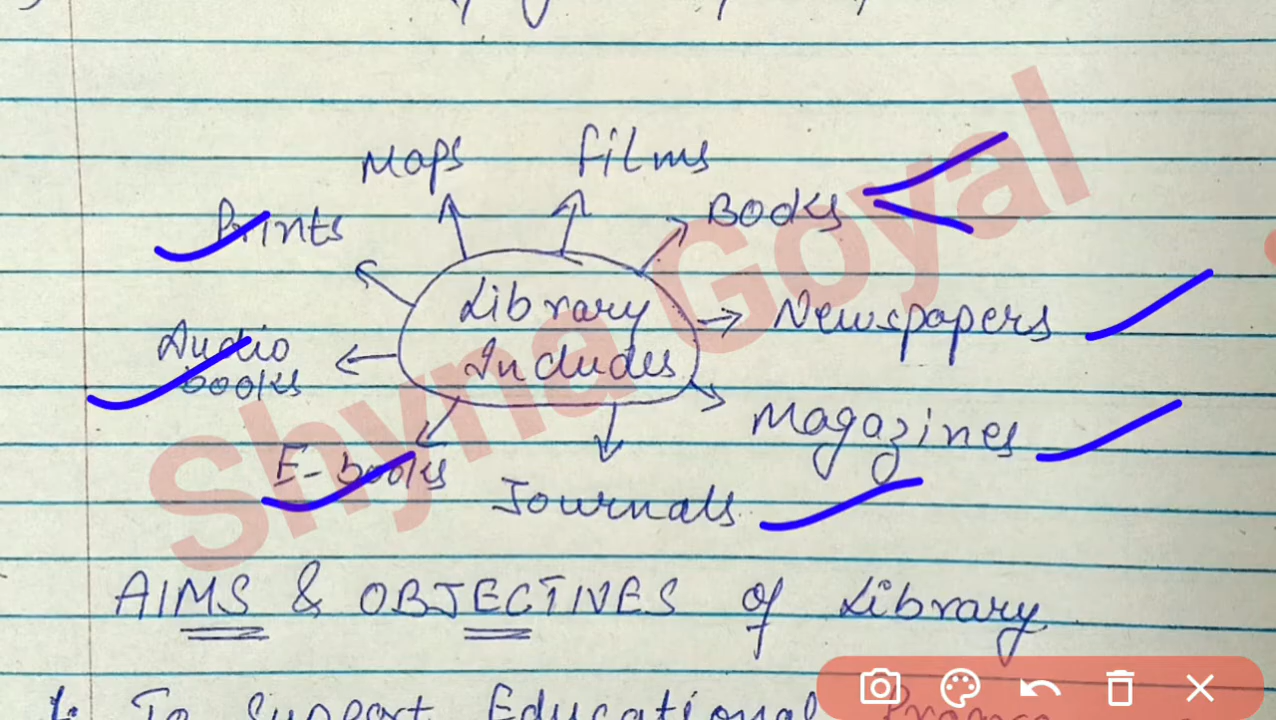 Maps
Films
Prints
Books
Library
Includes
Newspapers
Audio
books
Magazines
E-books
Journals
Shyna Goyal
AIMS & OBJECTIVES of Library
1. To Support Educational